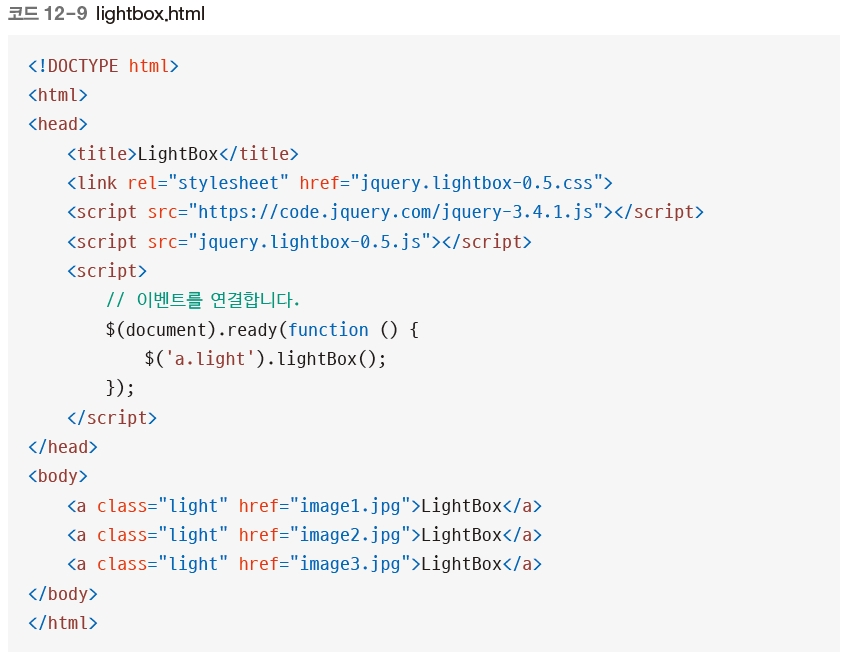 코드 12-9 lightbox.html
<!DOCTYPE html>
<html>
<head>
    <title>LightBox</title>
    <link rel="stylesheet" href="jquery.lightbox-0.5.css">
    <script src="https://code.jquery.com/jquery-3.4.1.js"></script>
    <script src="jquery.lightbox-0.5.js"></script>
    <script>
        // 이벤트를 연결합니다.
        $(document).ready(function () {
            $('a.light').lightBox();
        });
    </script>
</head>
<body>
    <a class="light" href="image1.jpg">LightBox</a>
    <a class="light" href="image2.jpg">LightBox</a>
    <a class="light" href="image3.jpg">LightBox</a>
</body>
</html>